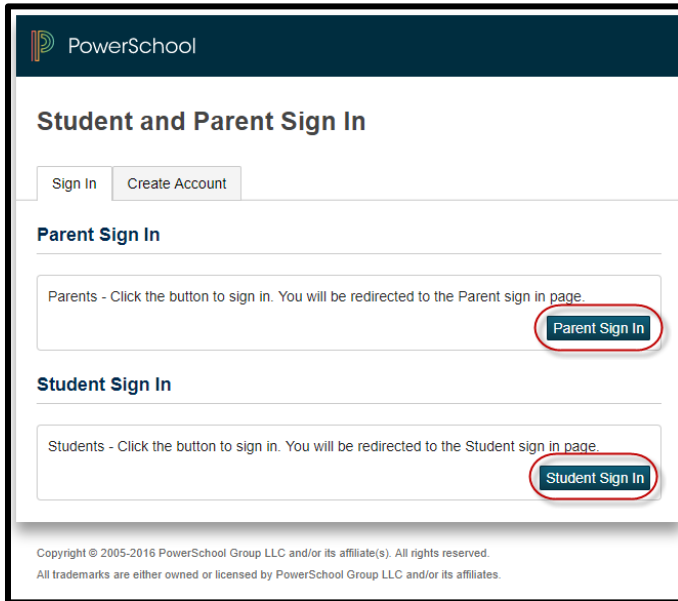 PowerSchool
Student and Parent Sign In
Sign In Create Account
Parent Sign In
Parents - Click the button to sign in. You will be redirected to the Parent sign in page.
Parent Sign In
Student Sign In
Students - Click the button to sign in. You will be redirected to the Student sign in page.
Student Sign In
Copyright © 2005-2016 PowerSchool Group LLC and/or its affiliate(s). All rights reserved.
All trademarks are either owned or licensed by PowerSchool Group LLC and/or its affiliates.